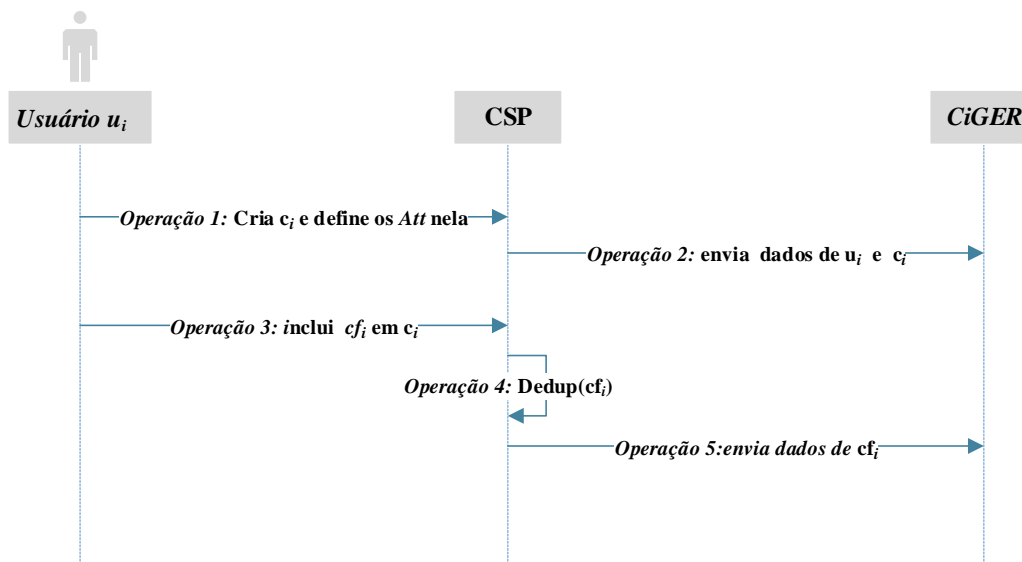 Usuário uᵢ
CSP
CiGER
Operação 1: Cria cᵢ e define os Att nela
Operação 2: envia dados de uᵢ e cᵢ
Operação 3: inclui cfᵢ em cᵢ
Operação 4: Dedup(cfᵢ)
Operação 5:envia dados de cfᵢ